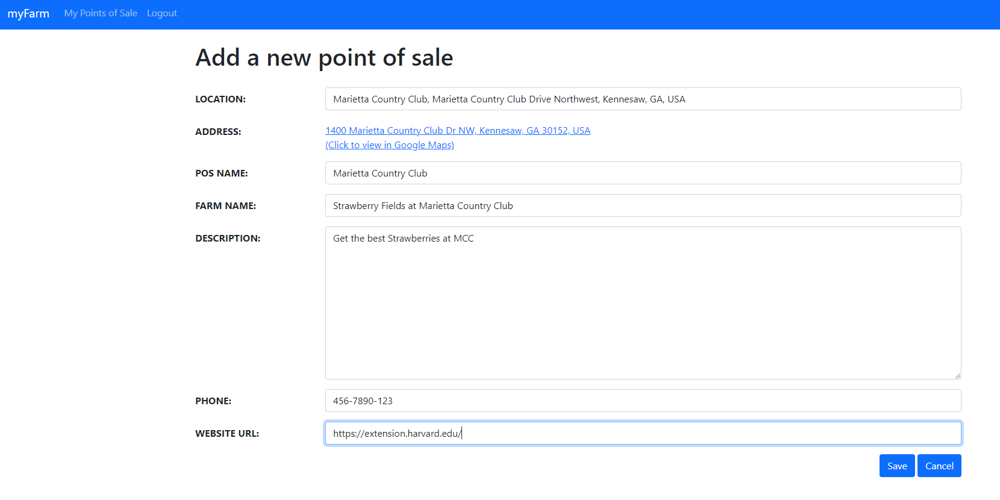 myFarm My Points of Sale Logout
Add a new point of sale
LOCATION: Marietta Country Club, Marietta Country Club Drive Northwest, Kennesaw, GA, USA
ADDRESS: 1400 Marietta Country Club Dr NW, Kennesaw, GA 30152, USA
(Click to view in Google Maps)
POS NAME: Marietta Country Club
FARM NAME: Strawberry Fields at Marietta Country Club
DESCRIPTION: Get the best Strawberries at MCC
PHONE: 456-7890-123
WEBSITE URL: https://extension.harvard.edu/
Save Cancel